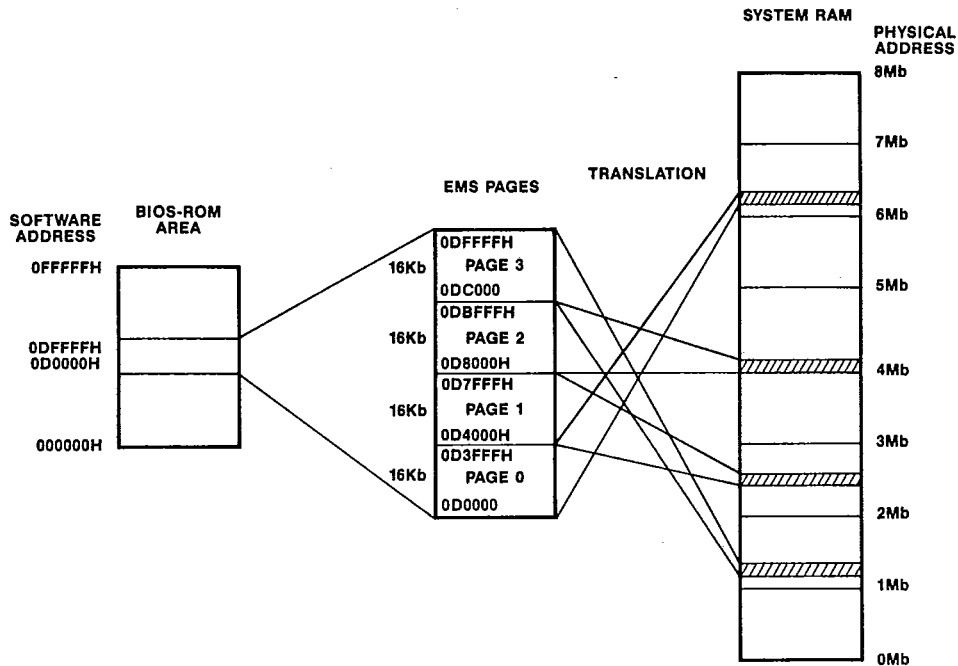 SYSTEM RAM
PHYSICAL
ADDRESS
8Mb
7Mb
6Mb
5Mb
4Mb
3Mb
2Mb
1Mb
0Mb
TRANSLATION
EMS PAGES
0DFFFFH
16Kb
PAGE 3
0DC000
0DBFFFH
16Kb
PAGE 2
0D8000H
0D7FFFH
16Kb
PAGE 1
0D4000H
0D3FFFH
16Kb
PAGE 0
0D0000
BIOS-ROM
AREA
SOFTWARE
ADDRESS
0FFFFFH
0DFFFFH
0D0000H
000000H